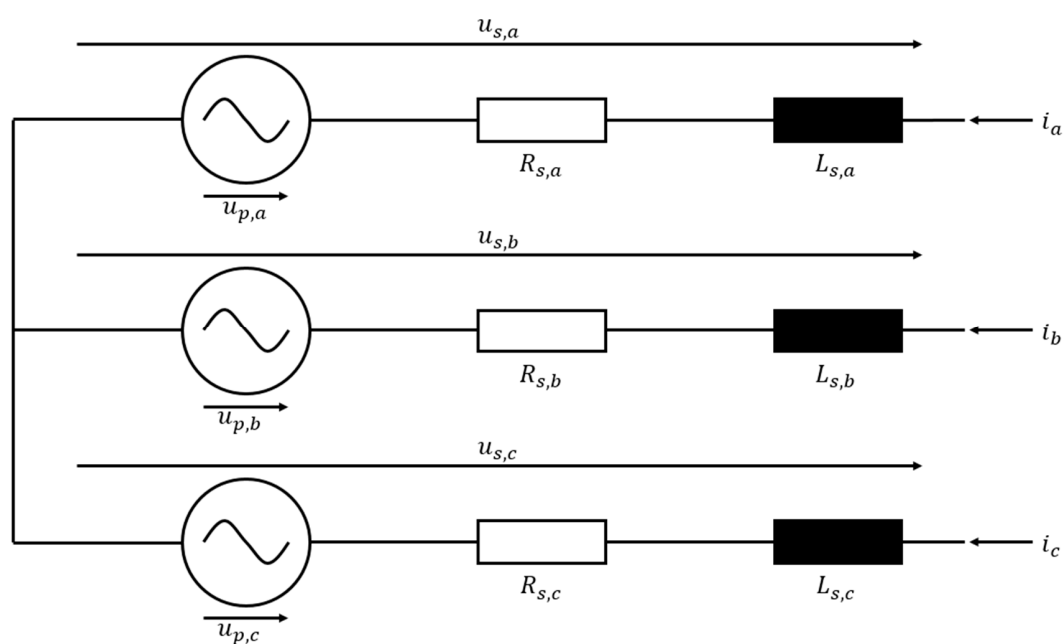 u_{s,a}
i_a
R_{s,a}
L_{s,a}
u_{p,a}
u_{s,b}
i_b
R_{s,b}
L_{s,b}
u_{p,b}
u_{s,c}
i_c
R_{s,c}
L_{s,c}
u_{p,c}